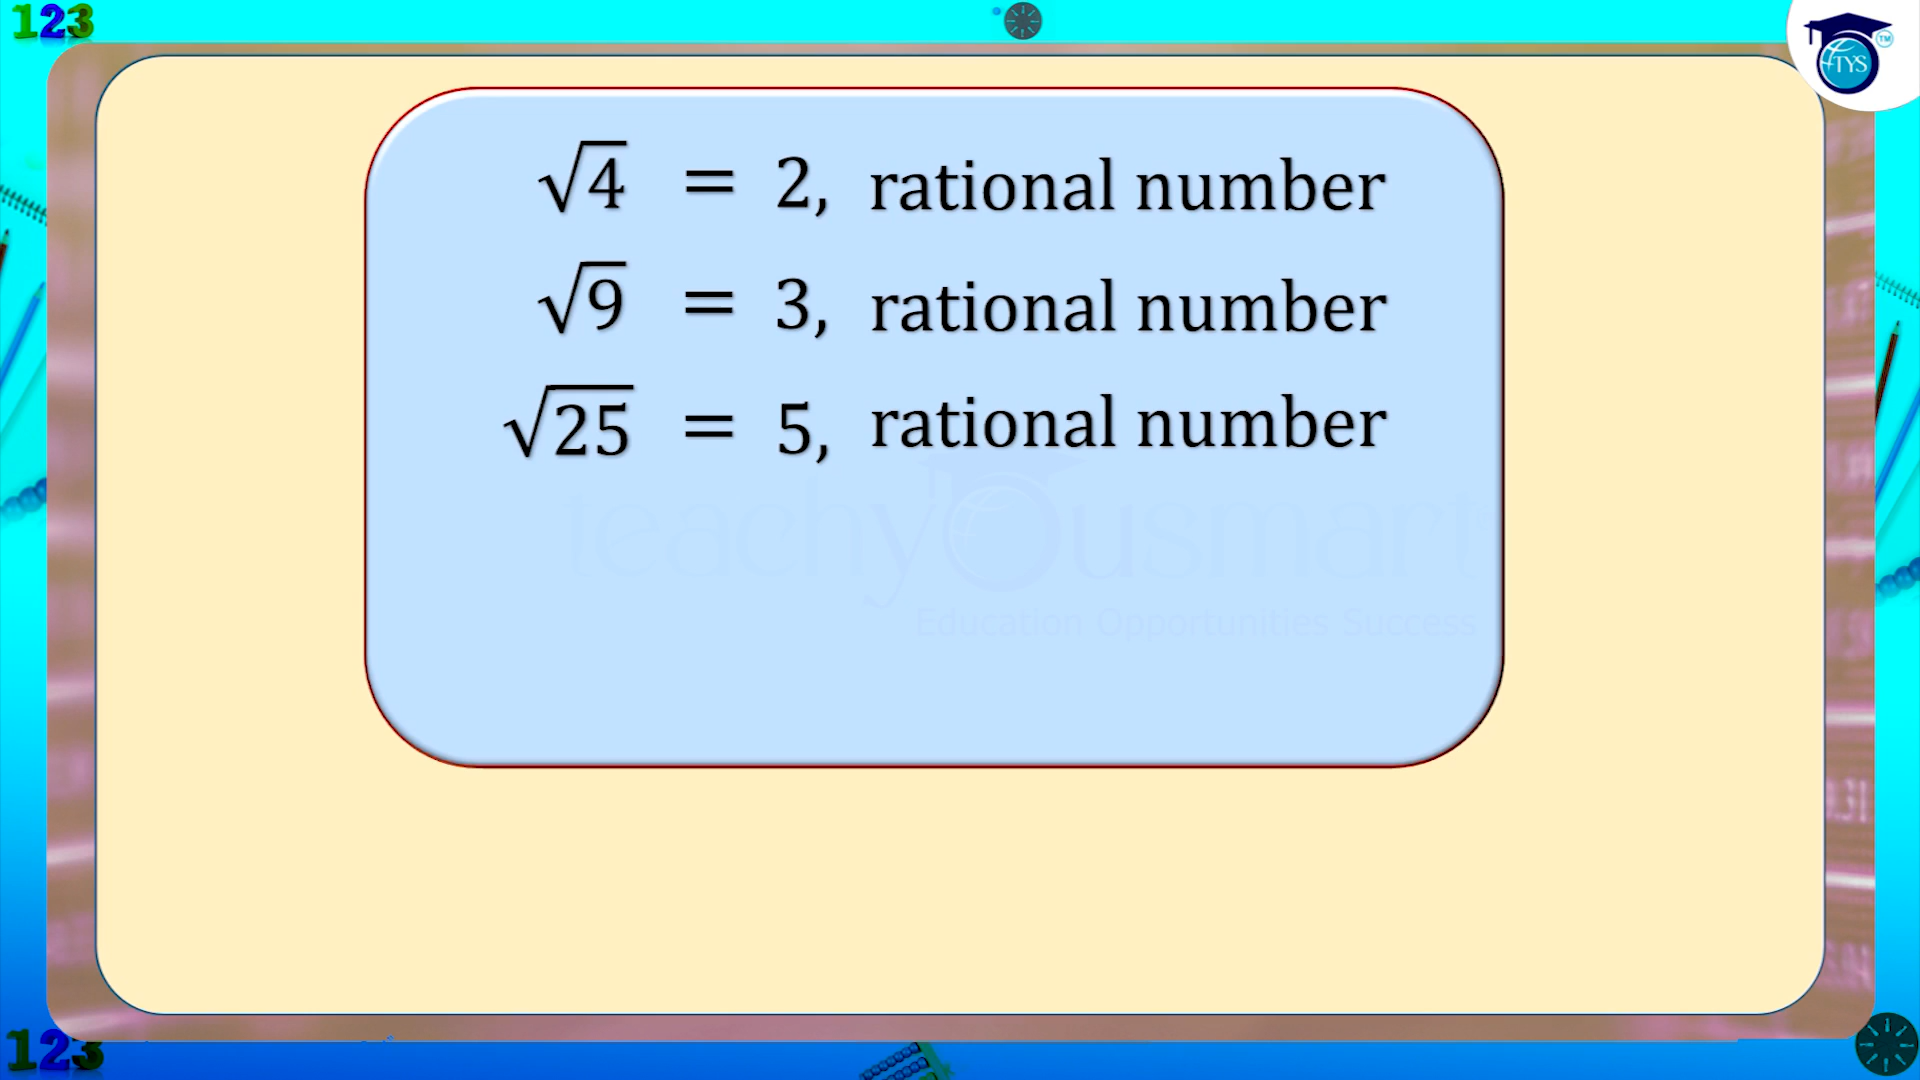 123
TYS
TM
√4 = 2, rational number
√9 = 3, rational number
√25 = 5, rational number
teachyousmart
Education Opportunities Success
123